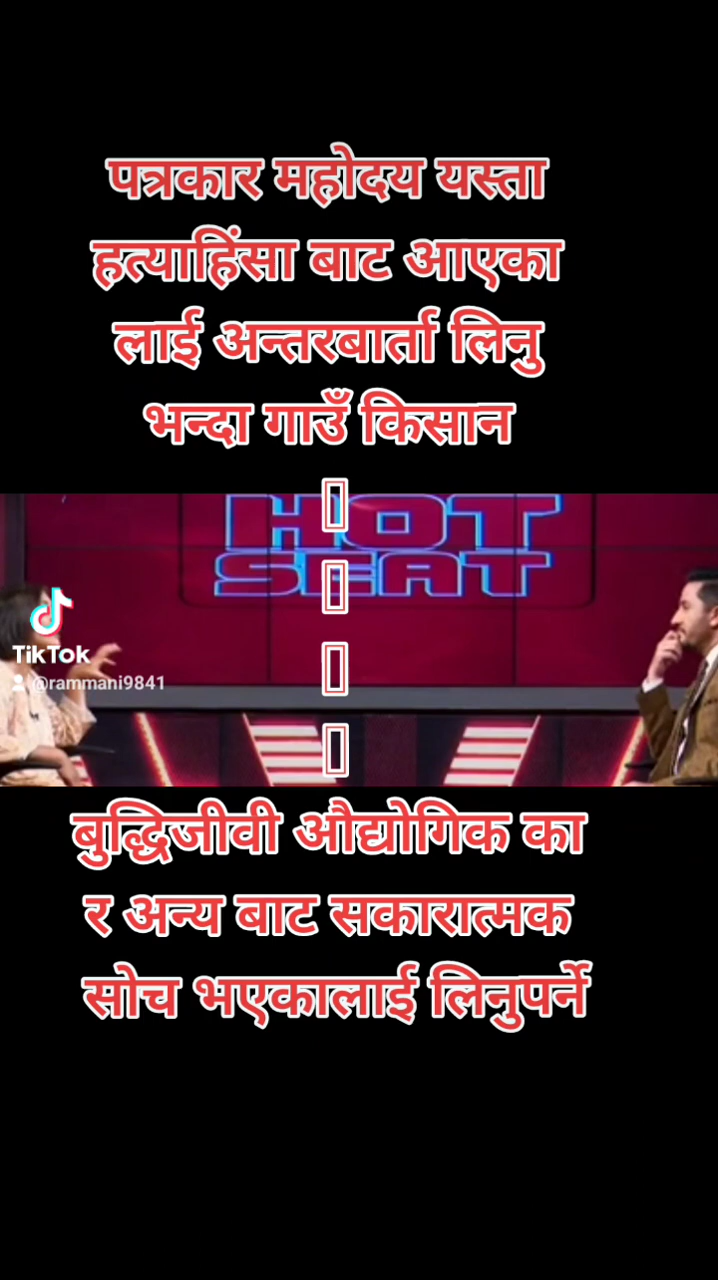 पत्रकार महोदय यस्ता
हत्याहिंसा बाट आएका
लाई अन्तरबार्ता लिनु
भन्दा गाउँ किसान
HOT
SEAT
TikTok
@rammani9841
बुद्धिजीवी औद्योगिक का
र अन्य बाट सकारात्मक
सोच भएकालाई लिनुपर्ने